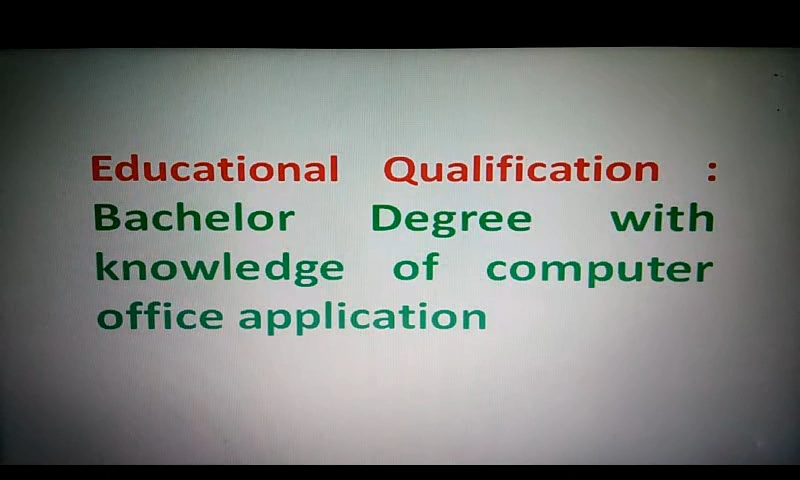 Educational Qualification :
Bachelor Degree with
knowledge of computer
office application